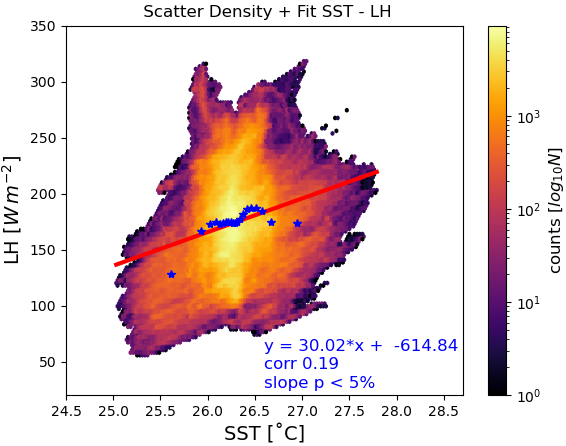 Scatter Density + Fit SST - LH
350
300
250
200
150
100
50
LH [W m⁻²]
24.5 25.0 25.5 26.0 26.5 27.0 27.5 28.0 28.5
SST [˚C]
y = 30.02*x +  -614.84
corr 0.19
slope p < 5%
10³
10²
10¹
10⁰
counts [log₁₀N]